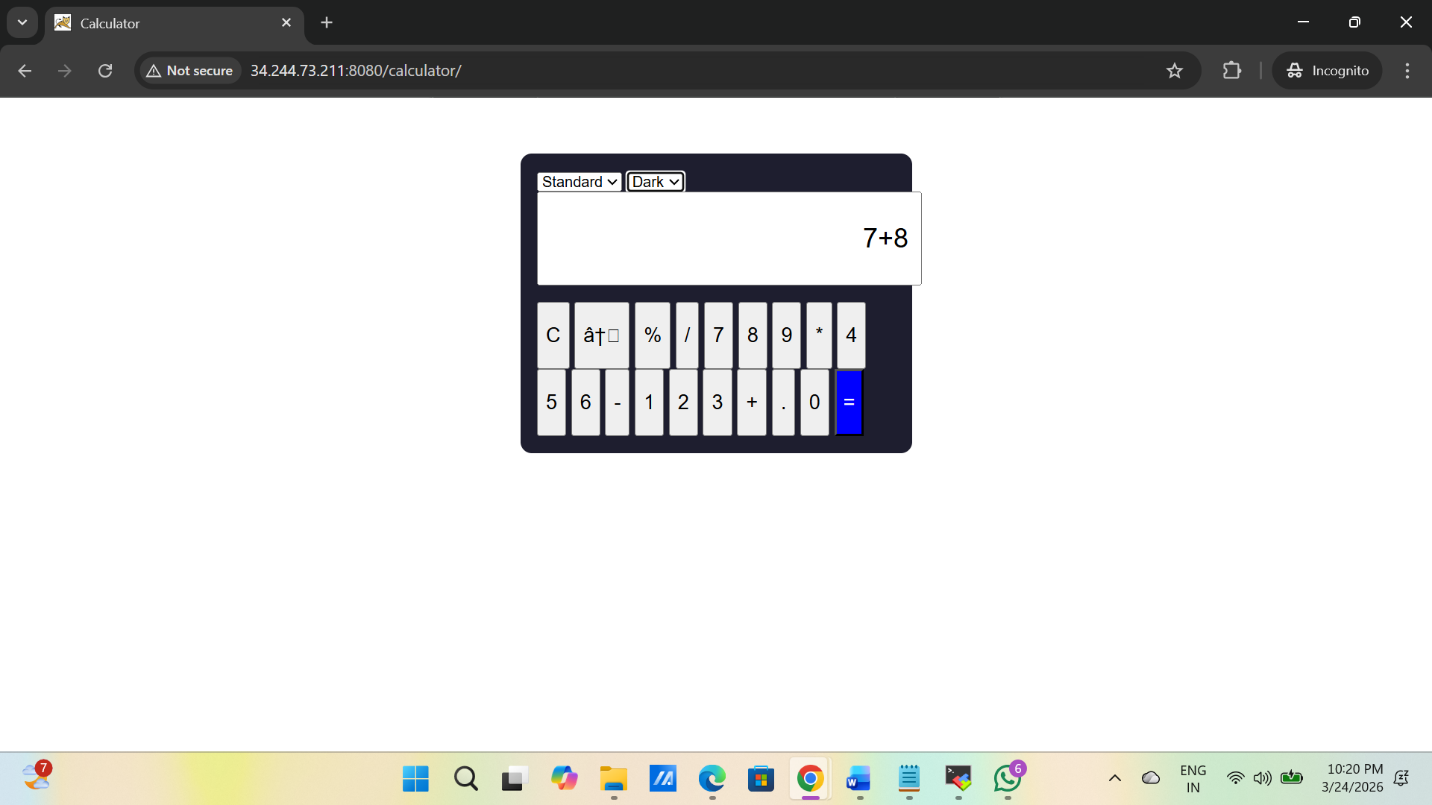 Calculator
Not secure
34.244.73.211:8080/calculator/
Incognito
Standard Dark
7+8
C â†□ % / 7 8 9 * 4
5 6 - 1 2 3 + . 0 =
7
6
ENG
IN
10:20 PM
3/24/2026